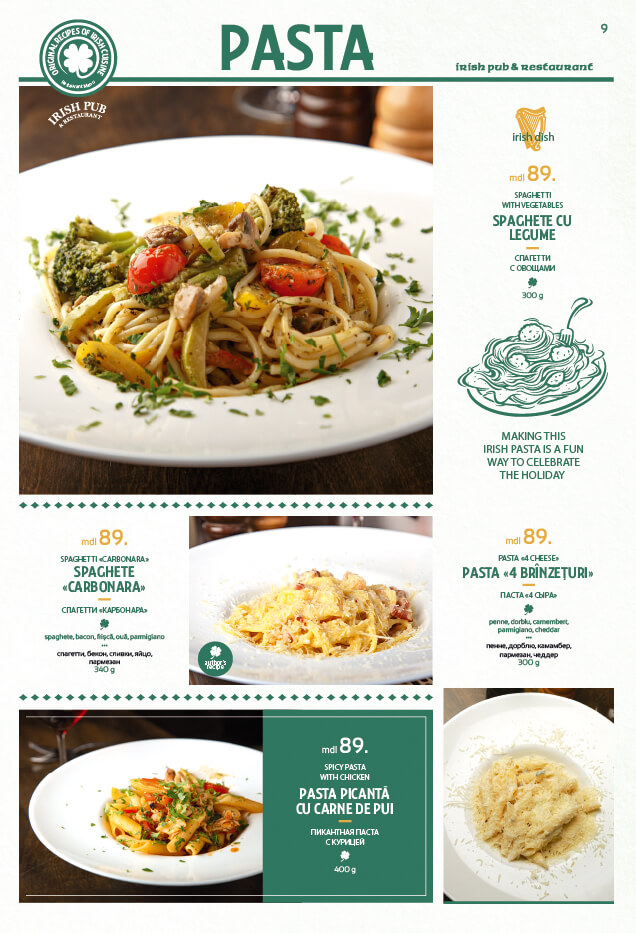 PASTA
9
ORIGINAL RECIPES OF IRISH CUISINE
IRISH PUB
& RESTAURANT
irish pub & restaurant
irish dish
mdl 89.
SPAGHETTI
WITH VEGETABLES
SPAGHETE CU
LEGUME
СПАГЕТТИ
С ОВОЩАМИ
300 g
MAKING THIS
IRISH PASTA IS A FUN
WAY TO CELEBRATE
THE HOLIDAY
mdl 89.
SPAGHETTI «CARBONARA»
SPAGHETE
«CARBONARA»
СПАГЕТТИ «КАРБОНАРА»
spaghete, bacon, frișcă, ouă, parmigiano
***
спагетти, бекон, сливки, яйцо,
пармезан
340 g
author's
recipe
mdl 89.
PASTA «4 CHEESE»
PASTA «4 BRÎNZEȚURI»
ПАСТА «4 СЫРА»
penne, dorblu, camembert,
parmigiano, cheddar
***
пенне, дорблю, камамбер,
пармезан, чеддер
300 g
mdl 89.
SPICY PASTA
WITH CHICKEN
PASTA PICANTĂ
CU CARNE DE PUI
ПИКАНТНАЯ ПАСТА
С КУРИЦЕЙ
400 g